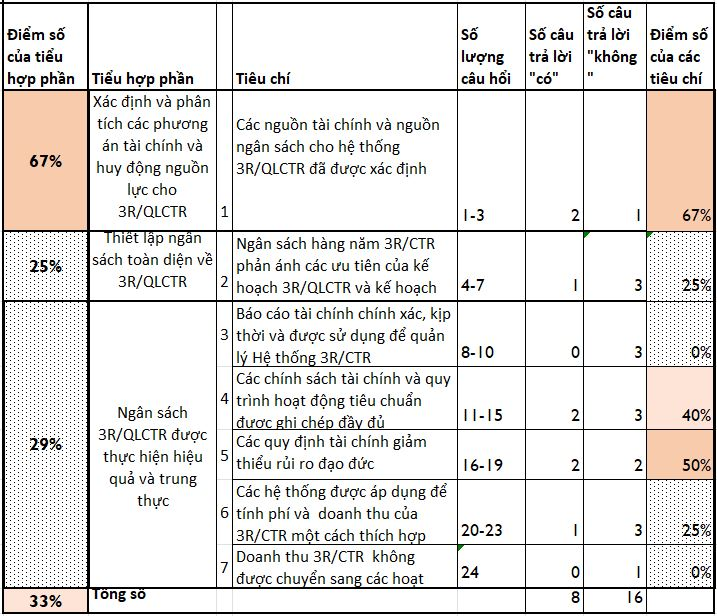 Điểm số
của tiểu
hợp phần
Tiểu hợp phần
Tiêu chí
Số
lượng
câu hỏi
Số câu
trả lời
"có"
Số câu
trả lời
"không
"
Điểm số
của các
tiêu chí
67%
Xác định và phân
tích các phương
án tài chính và
huy động nguồn
lực cho
3R/QLCTR
1
Các nguồn tài chính và nguồn
ngân sách cho hệ thống
3R/QLCTR đã được xác định
1-3
2
1
67%
25%
Thiết lập ngân
sách toàn diện về
3R/QLCTR
2
Ngân sách hàng năm 3R/CTR
phản ánh các ưu tiên của kế
hoạch 3R/QLCTR và kế hoạch
4-7
1
3
25%
29%
Ngân sách
3R/QLCTR được
thực hiện hiệu
quả và trung
thực
3
Báo cáo tài chính chính xác, kịp
thời và được sử dụng để quản
lý Hệ thống 3R/CTR
8-10
0
3
0%
4
Các chính sách tài chính và quy
trình hoạt động tiêu chuẩn
được ghi chép đầy đủ
11-15
2
3
40%
5
Các quy định tài chính giảm
thiểu rủi ro đạo đức
16-19
2
2
50%
6
Các hệ thống được áp dụng để
tính phí và doanh thu của
3R/CTR một cách thích hợp
20-23
1
3
25%
7
Doanh thu 3R/CTR không
được chuyển sang các hoạt
24
0
1
0%
33%
Tổng số
8
16